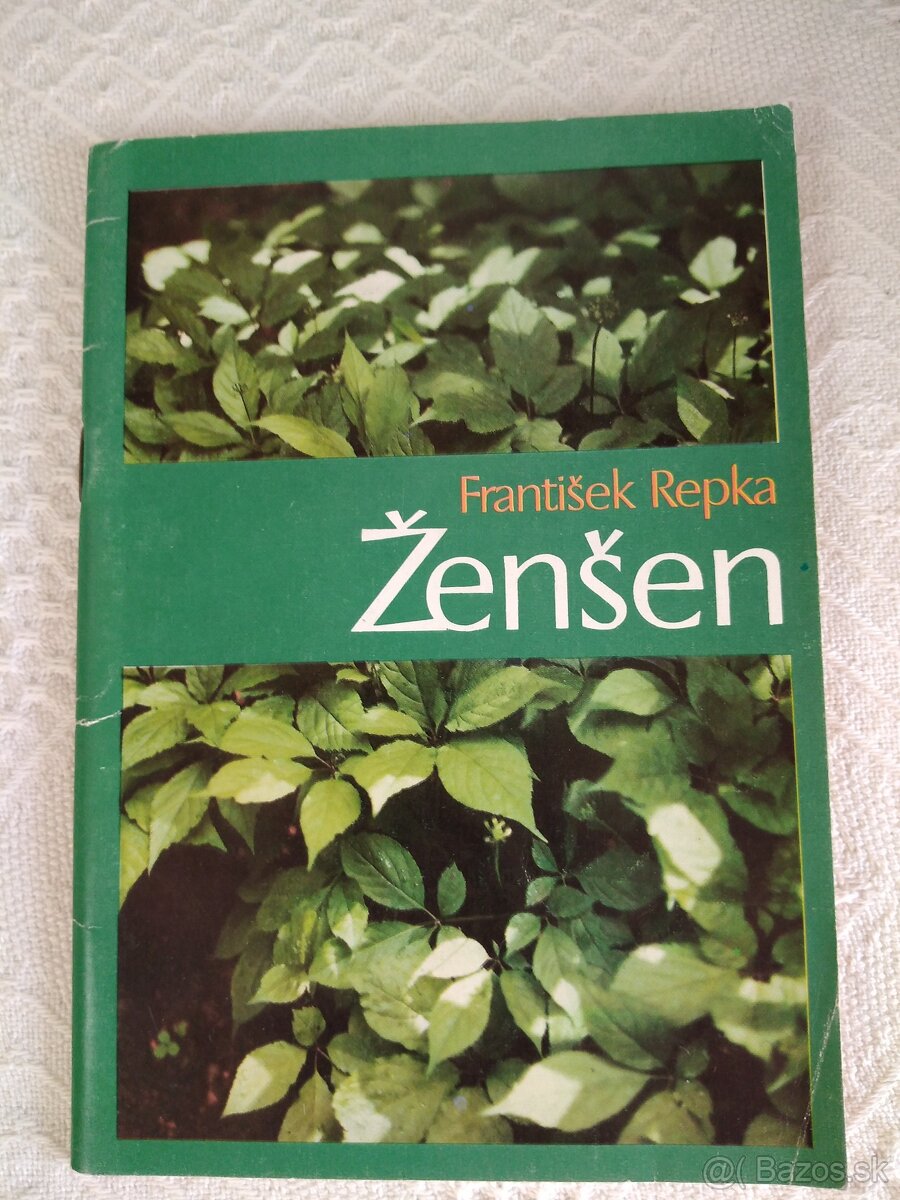 František Repka
Ženšen
@( Bazos.sk